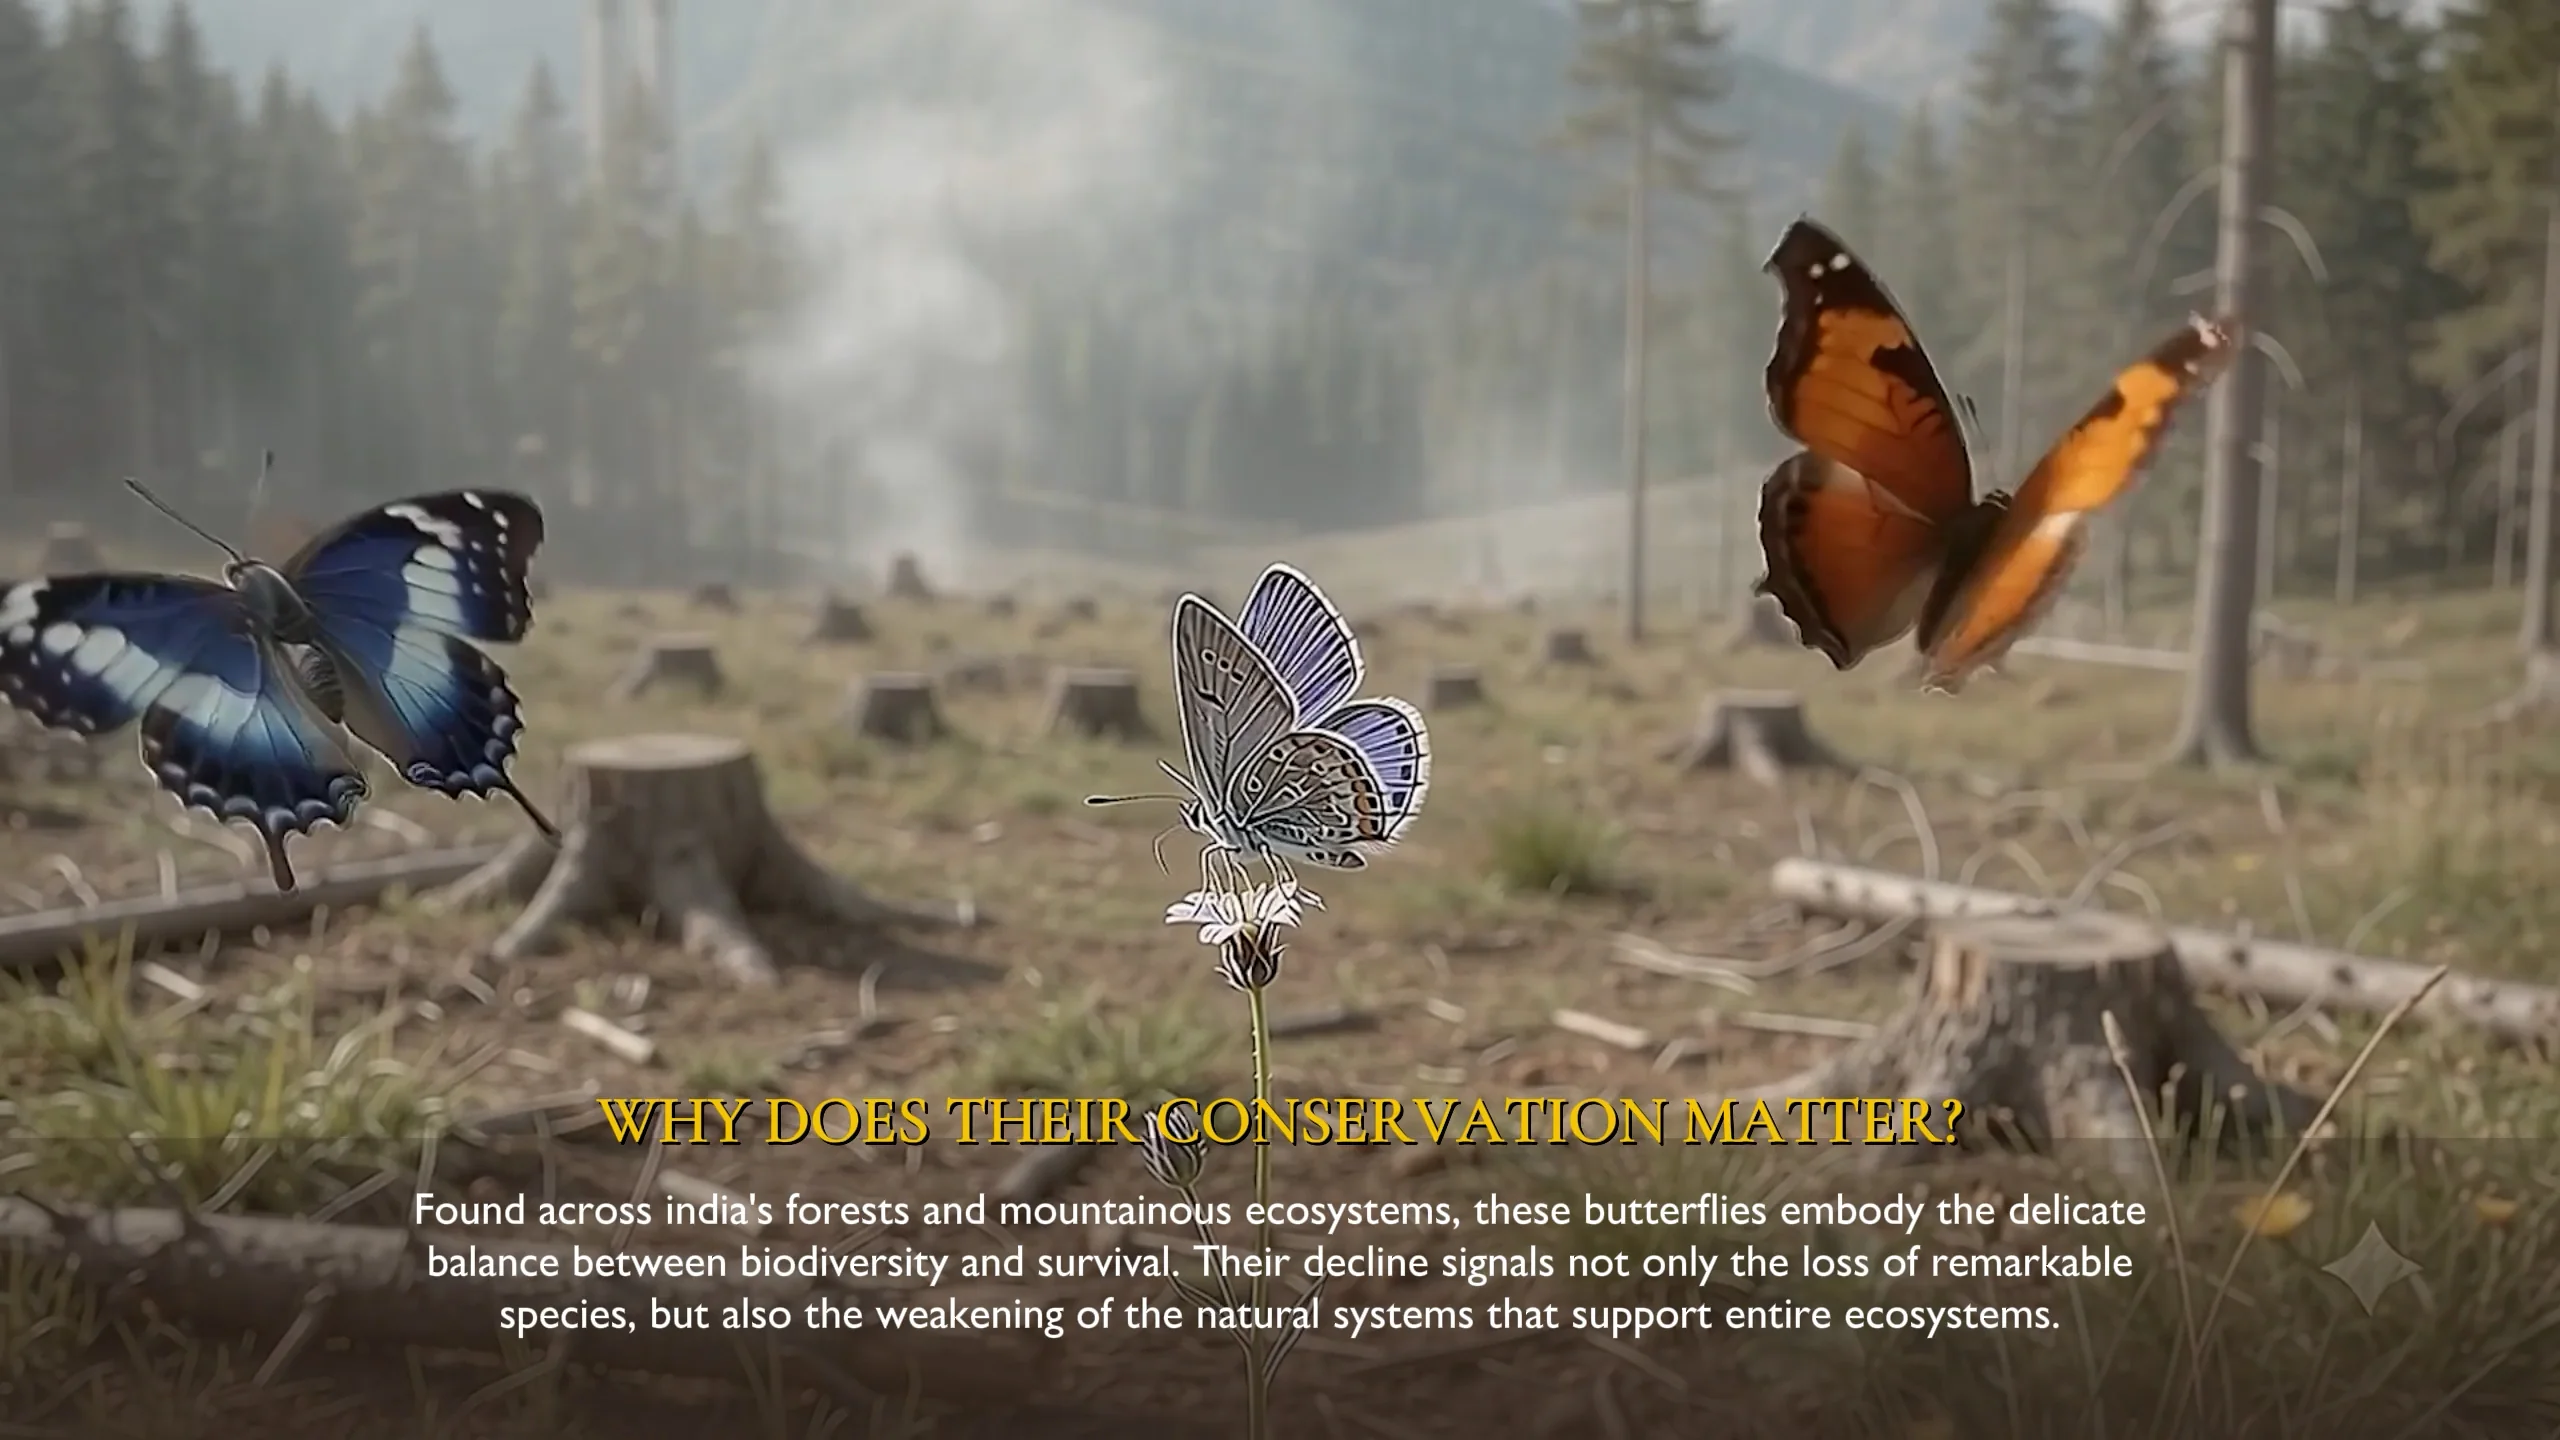 WHY DOES THEIR CONSERVATION MATTER?
Found across india's forests and mountainous ecosystems, these butterflies embody the delicate
balance between biodiversity and survival. Their decline signals not only the loss of remarkable
species, but also the weakening of the natural systems that support entire ecosystems.